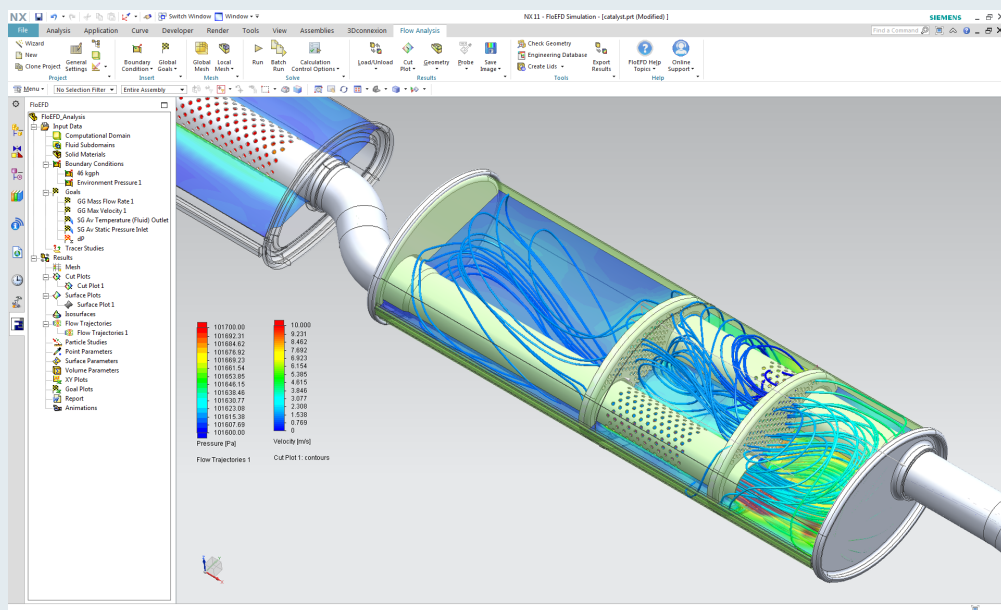 NX Switch Window Window NX 11 - FloEFD Simulation - [catalyst.prt (Modified) ] SIEMENS
File Analysis Application Curve Developer Render Tools View Assemblies 3Dconnexion Flow Analysis Find a Command
Wizard
New
Clone Project
General Settings
Project
Boundary Condition
Global Goals
Insert
Global Mesh
Local Mesh
Mesh
Run
Batch Run
Calculation Control Options
Solve
Load/Unload
Cut Plot
Geometry
Probe
Save Image
Results
Check Geometry
Engineering Database
Create Lids
Export Results
Tools
FloEFD Help Topics
Online Support
Help
Menu No Selection Filter Entire Assembly
FloEFD
FloEFD_Analysis
Input Data
Computational Domain
Fluid Subdomains
Solid Materials
Boundary Conditions
46 kgph
Environment Pressure 1
Goals
GG Mass Flow Rate 1
GG Max Velocity 1
SG Av Temperature (Fluid) Outlet
SG Av Static Pressure Inlet
dP
Tracer Studies
Results
Mesh
Cut Plots
Cut Plot 1
Surface Plots
Surface Plot 1
Isosurfaces
Flow Trajectories
Flow Trajectories 1
Particle Studies
Point Parameters
Surface Parameters
Volume Parameters
XY Plots
Goal Plots
Report
Animations
101700.00
101692.31
101684.62
101676.92
101669.23
101661.54
101653.85
101646.15
101638.46
101630.77
101623.08
101615.38
101607.69
101600.00
Pressure [Pa]
Flow Trajectories 1
10.000
9.231
8.462
7.692
6.923
6.154
5.385
4.615
3.846
3.077
2.308
1.538
0.769
0
Velocity [m/s]
Cut Plot 1: contours